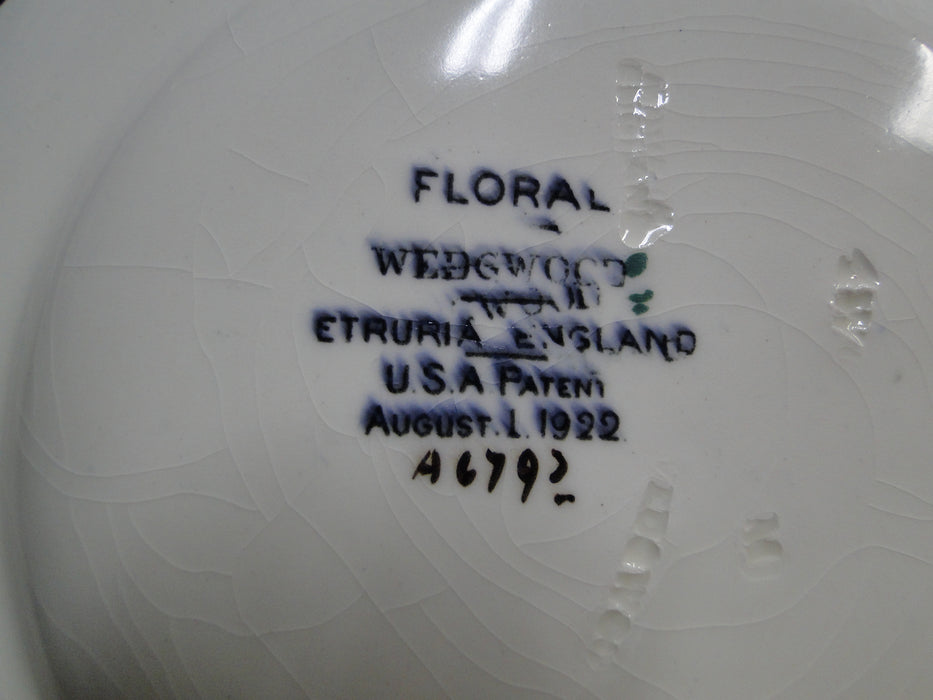 FLORAL
WEDGWOOD
ETRURIA ENGLAND
U.S.A PATENT
AUGUST. 1. 1922.
A6792